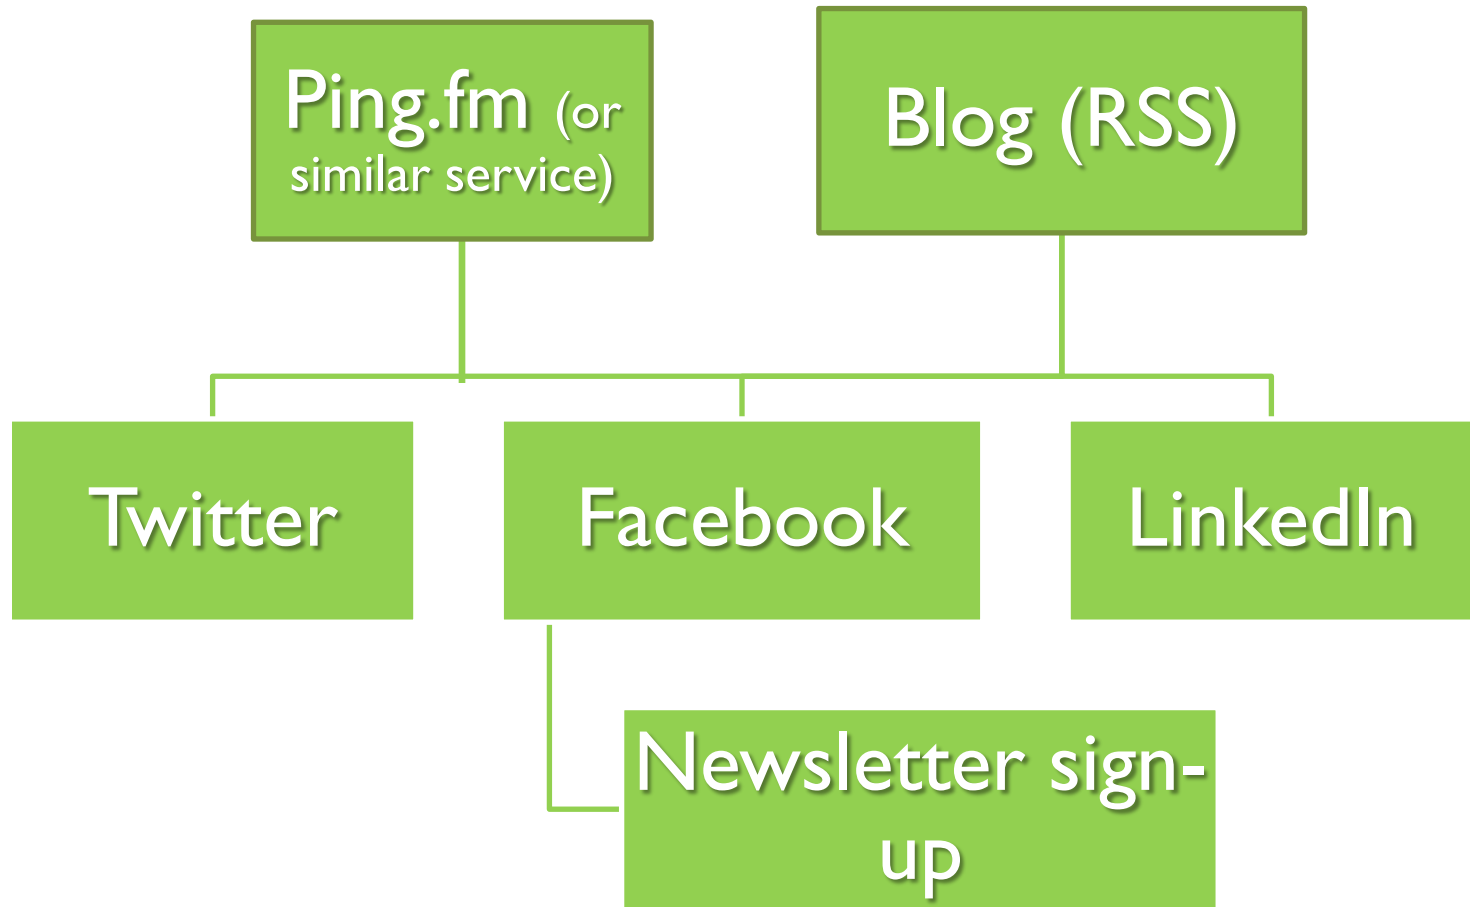 Ping.fm (or
similar service)
Blog (RSS)
Twitter
Facebook
LinkedIn
Newsletter sign-
up